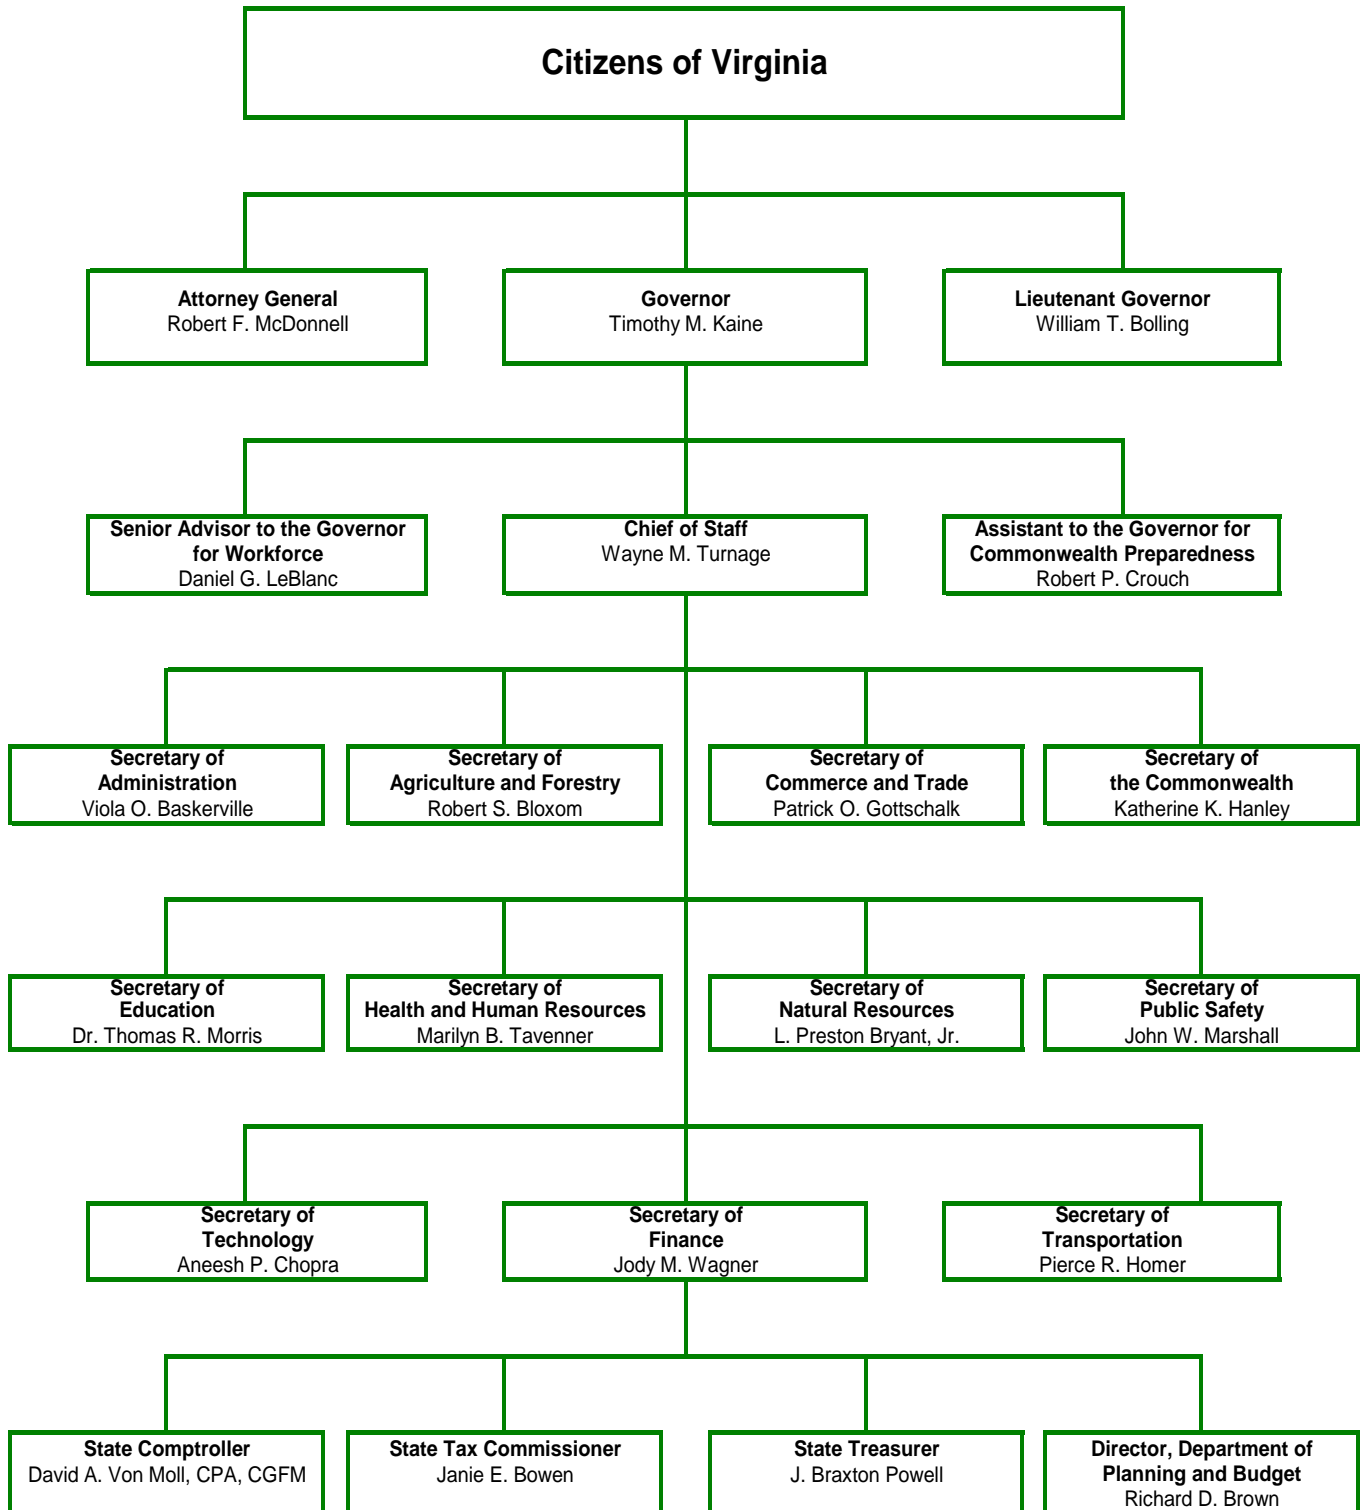 Citizens of Virginia
Attorney General
Robert F. McDonnell
Governor
Timothy M. Kaine
Lieutenant Governor
William T. Bolling
Senior Advisor to the Governor
for Workforce
Daniel G. LeBlanc
Chief of Staff
Wayne M. Turnage
Assistant to the Governor for
Commonwealth Preparedness
Robert P. Crouch
Secretary of
Administration
Viola O. Baskerville
Secretary of
Agriculture and Forestry
Robert S. Bloxom
Secretary of
Commerce and Trade
Patrick O. Gottschalk
Secretary of
the Commonwealth
Katherine K. Hanley
Secretary of
Education
Dr. Thomas R. Morris
Secretary of
Health and Human Resources
Marilyn B. Tavenner
Secretary of
Natural Resources
L. Preston Bryant, Jr.
Secretary of
Public Safety
John W. Marshall
Secretary of
Technology
Aneesh P. Chopra
Secretary of
Finance
Jody M. Wagner
Secretary of
Transportation
Pierce R. Homer
State Comptroller
David A. Von Moll, CPA, CGFM
State Tax Commissioner
Janie E. Bowen
State Treasurer
J. Braxton Powell
Director, Department of
Planning and Budget
Richard D. Brown